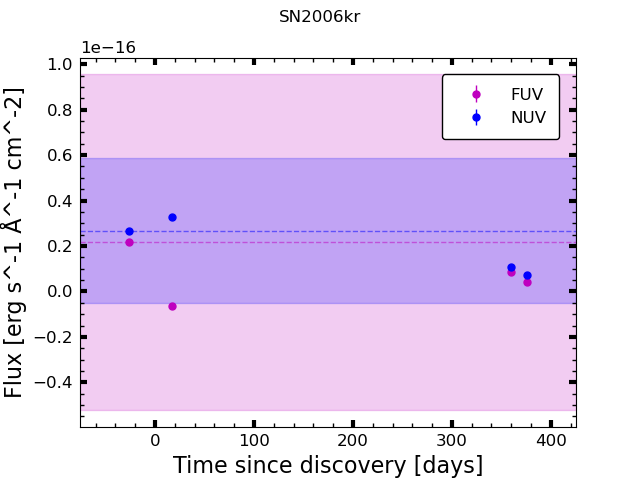 SN2006kr
1e−16
1.0
0.8
0.6
0.4
0.2
0.0
−0.2
−0.4
Flux [erg s^-1 Å^-1 cm^-2]
FUV
NUV
0 100 200 300 400
Time since discovery [days]